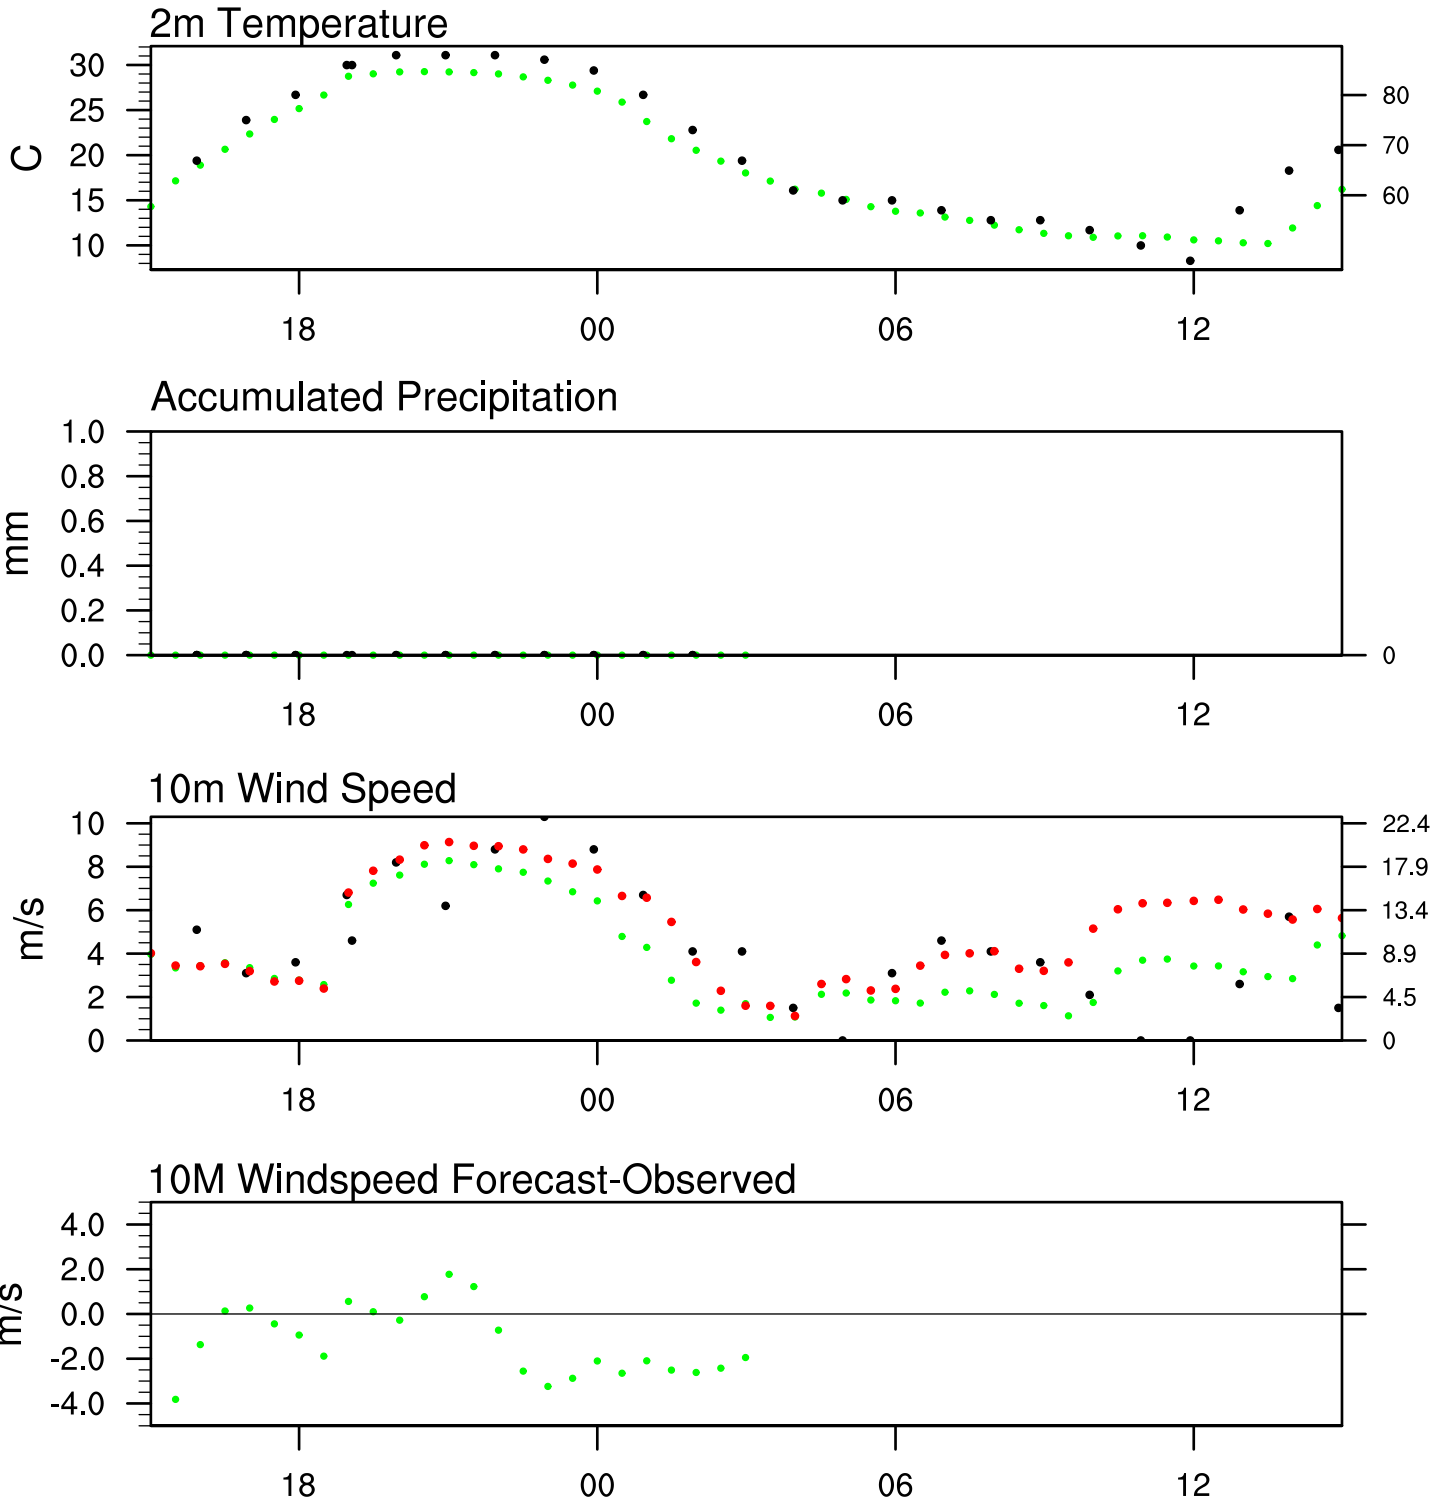 2m Temperature
30
25
20
15
10
C
80
70
60
18 00 06 12
Accumulated Precipitation
1.0
0.8
0.6
0.4
0.2
0.0
mm
0
18 00 06 12
10m Wind Speed
10
8
6
4
2
0
m/s
22.4
17.9
13.4
8.9
4.5
0
18 00 06 12
10M Windspeed Forecast-Observed
4.0
2.0
0.0
-2.0
-4.0
m/s
18 00 06 12